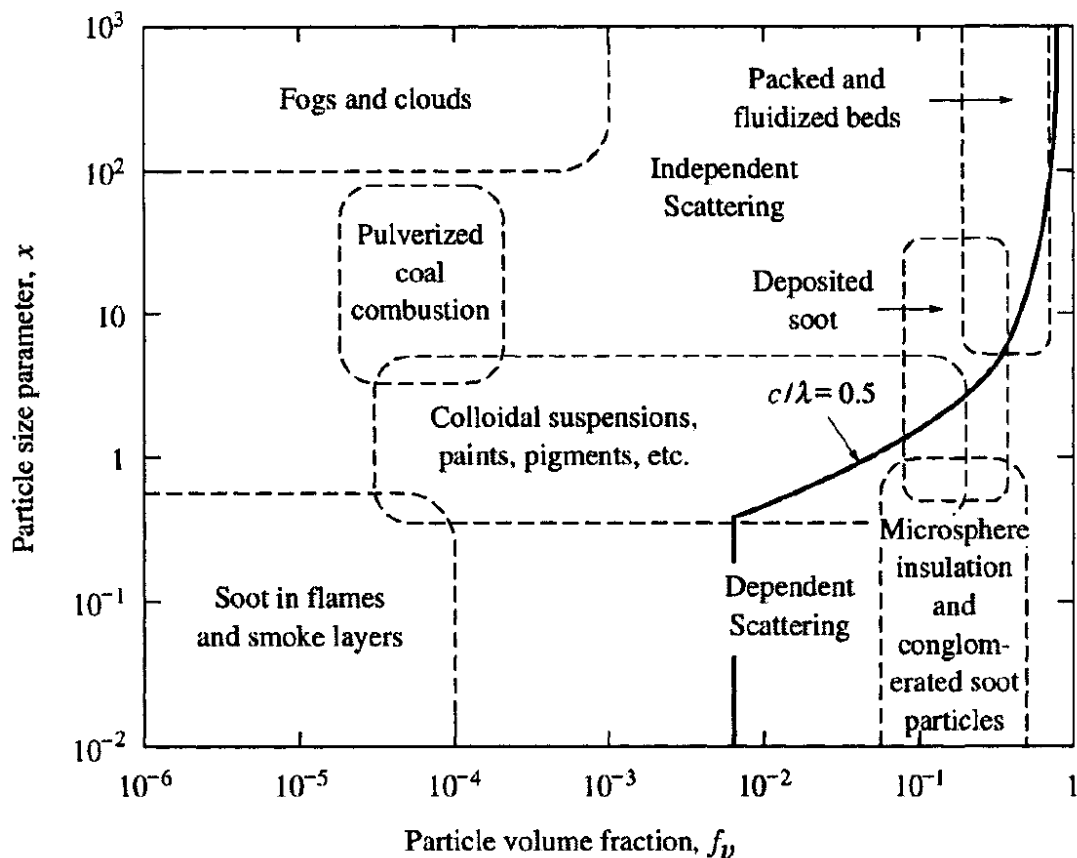 10³
Fogs and clouds
Packed and
fluidized beds
10²
Independent
Scattering
Pulverized
coal
combustion
Deposited
soot
10
c/λ = 0.5
Colloidal suspensions,
paints, pigments, etc.
1
Microsphere
insulation
and
conglom-
erated soot
particles
Dependent
Scattering
10⁻¹
Soot in flames
and smoke layers
10⁻²
Particle size parameter, x
10⁻⁶ 10⁻⁵ 10⁻⁴ 10⁻³ 10⁻² 10⁻¹ 1
Particle volume fraction, fᵥ